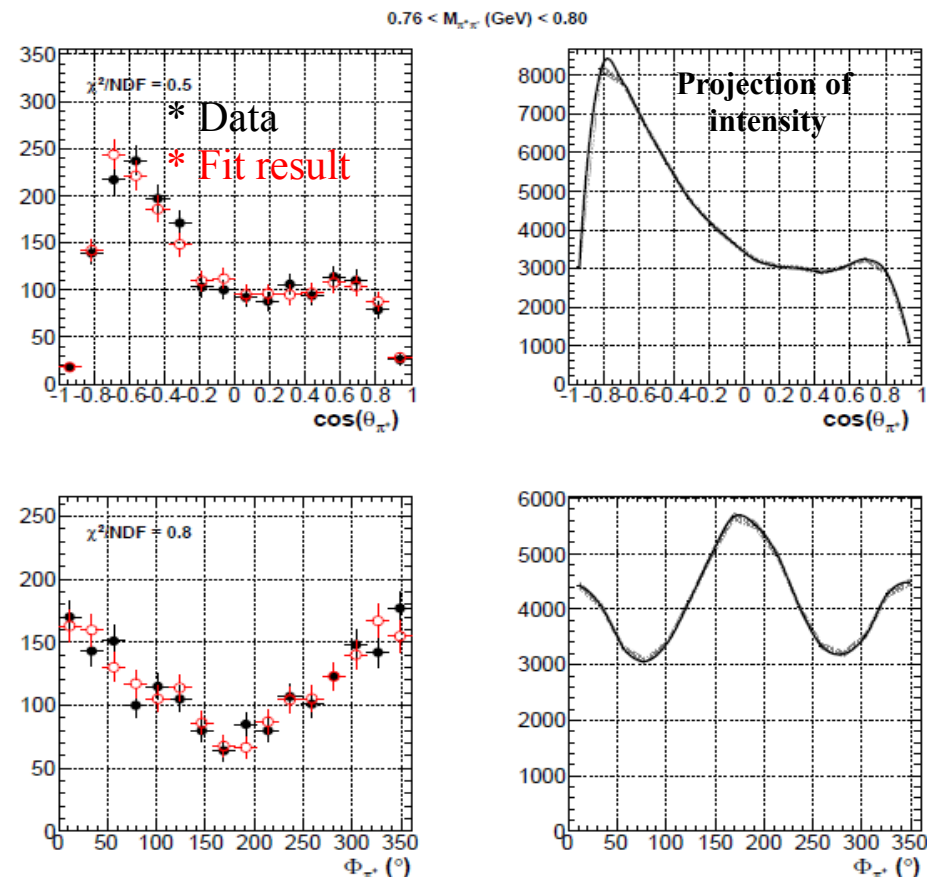 0.76 < M_π⁺π⁻ (GeV) < 0.80
350
300
250
200
150
100
50
0
χ²/NDF = 0.5
* Data
* Fit result
-1 -0.8 -0.6 -0.4 -0.2 0 0.2 0.4 0.6 0.8 1
cos(θ_π⁺)
8000
7000
6000
5000
4000
3000
2000
1000
0
Projection of
intensity
-1 -0.8 -0.6 -0.4 -0.2 0 0.2 0.4 0.6 0.8 1
cos(θ_π⁺)
250
200
150
100
50
0
χ²/NDF = 0.8
0 50 100 150 200 250 300 350
Φ_π⁺ (°)
6000
5000
4000
3000
2000
1000
0
0 50 100 150 200 250 300 350
Φ_π⁺ (°)